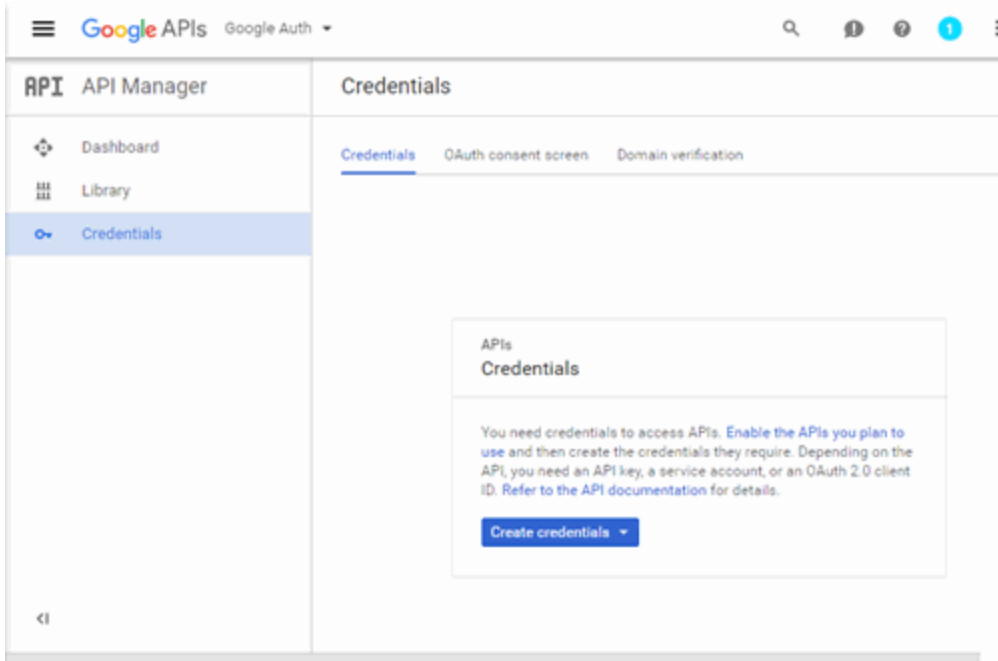 Google APIs Google Auth
1
API API Manager
Credentials
Dashboard
Library
Credentials
Credentials OAuth consent screen Domain verification
APIs
Credentials
You need credentials to access APIs. Enable the APIs you plan to
use and then create the credentials they require. Depending on the
API, you need an API key, a service account, or an OAuth 2.0 client
ID. Refer to the API documentation for details.
Create credentials